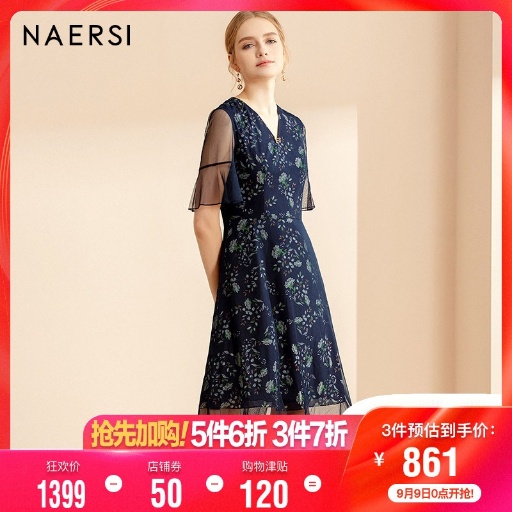 NAERSI
抢先加购! 5件6折 3件7折
3件预估到手价:
¥ 861
9月9日0点开抢!
狂欢价 店铺券 购物津贴
1399 - 50 - 120 =